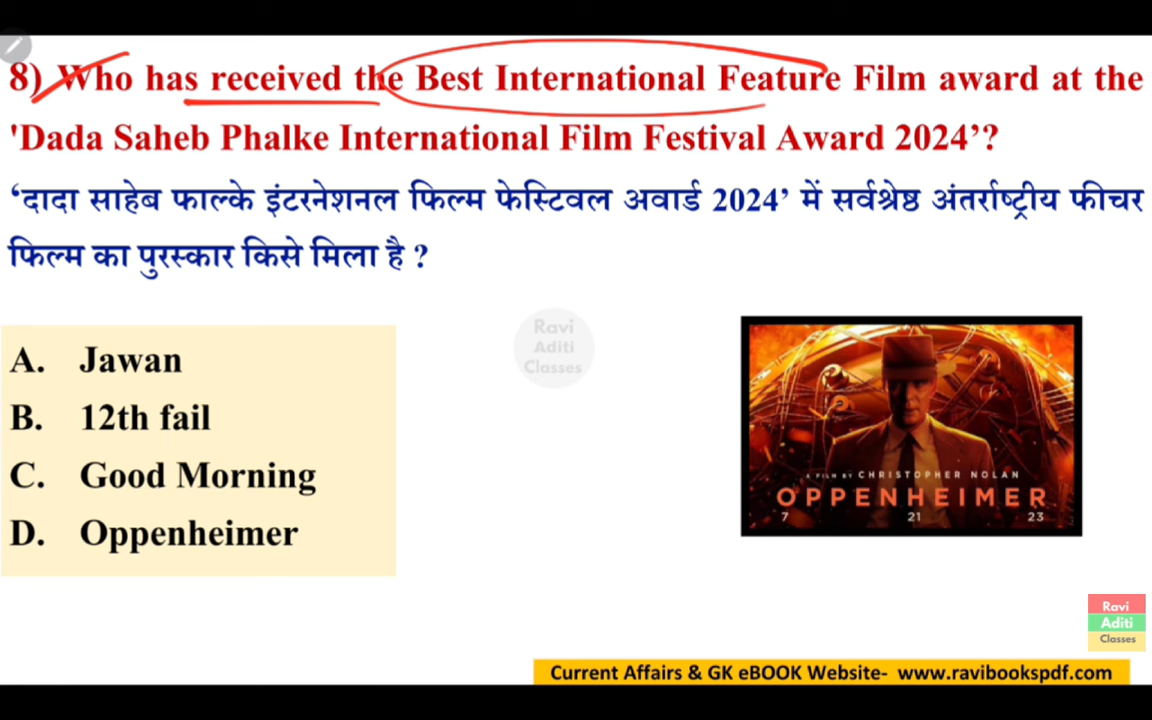 8) Who has received the Best International Feature Film award at the
'Dada Saheb Phalke International Film Festival Award 2024’?
‘दादा साहेब फाल्के इंटरनेशनल फिल्म फेस्टिवल अवार्ड 2024’ में सर्वश्रेष्ठ अंतर्राष्ट्रीय फीचर
फिल्म का पुरस्कार किसे मिला है ?
A. Jawan
B. 12th fail
C. Good Morning
D. Oppenheimer
Ravi
Aditi
Classes
A FILM BY CHRISTOPHER NOLAN
OPPENHEIMER
7 21 23
Ravi
Aditi
Classes
Current Affairs & GK eBOOK Website- www.ravibookspdf.com